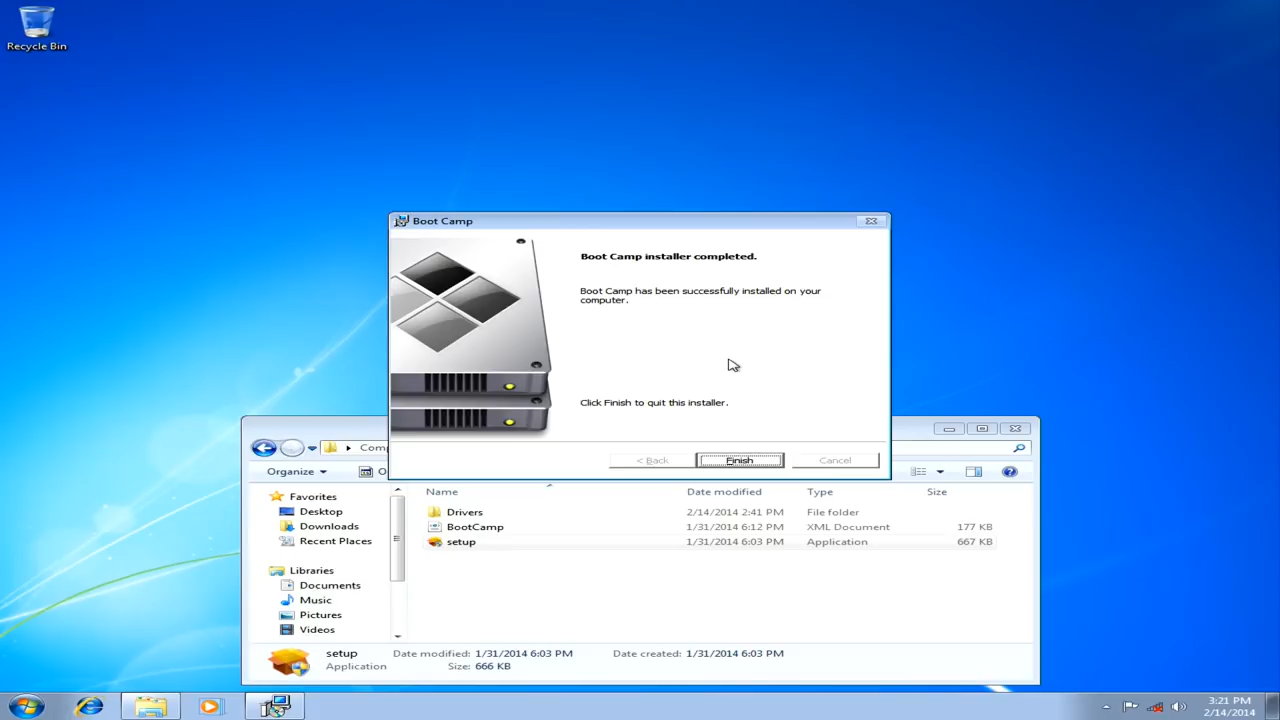 Recycle Bin
Boot Camp
Boot Camp installer completed.
Boot Camp has been successfully installed on your
computer.
Click Finish to quit this installer.
< Back
Finish
Cancel
Comp
Organize
O
Name
Date modified
Type
Size
Favorites
Desktop
Downloads
Recent Places
Libraries
Documents
Music
Pictures
Videos
Drivers 2/14/2014 2:41 PM File folder
BootCamp 1/31/2014 6:12 PM XML Document 177 KB
setup 1/31/2014 6:03 PM Application 667 KB
setup Date modified: 1/31/2014 6:03 PM Date created: 1/31/2014 6:03 PM
Application Size: 666 KB
3:21 PM
2/14/2014